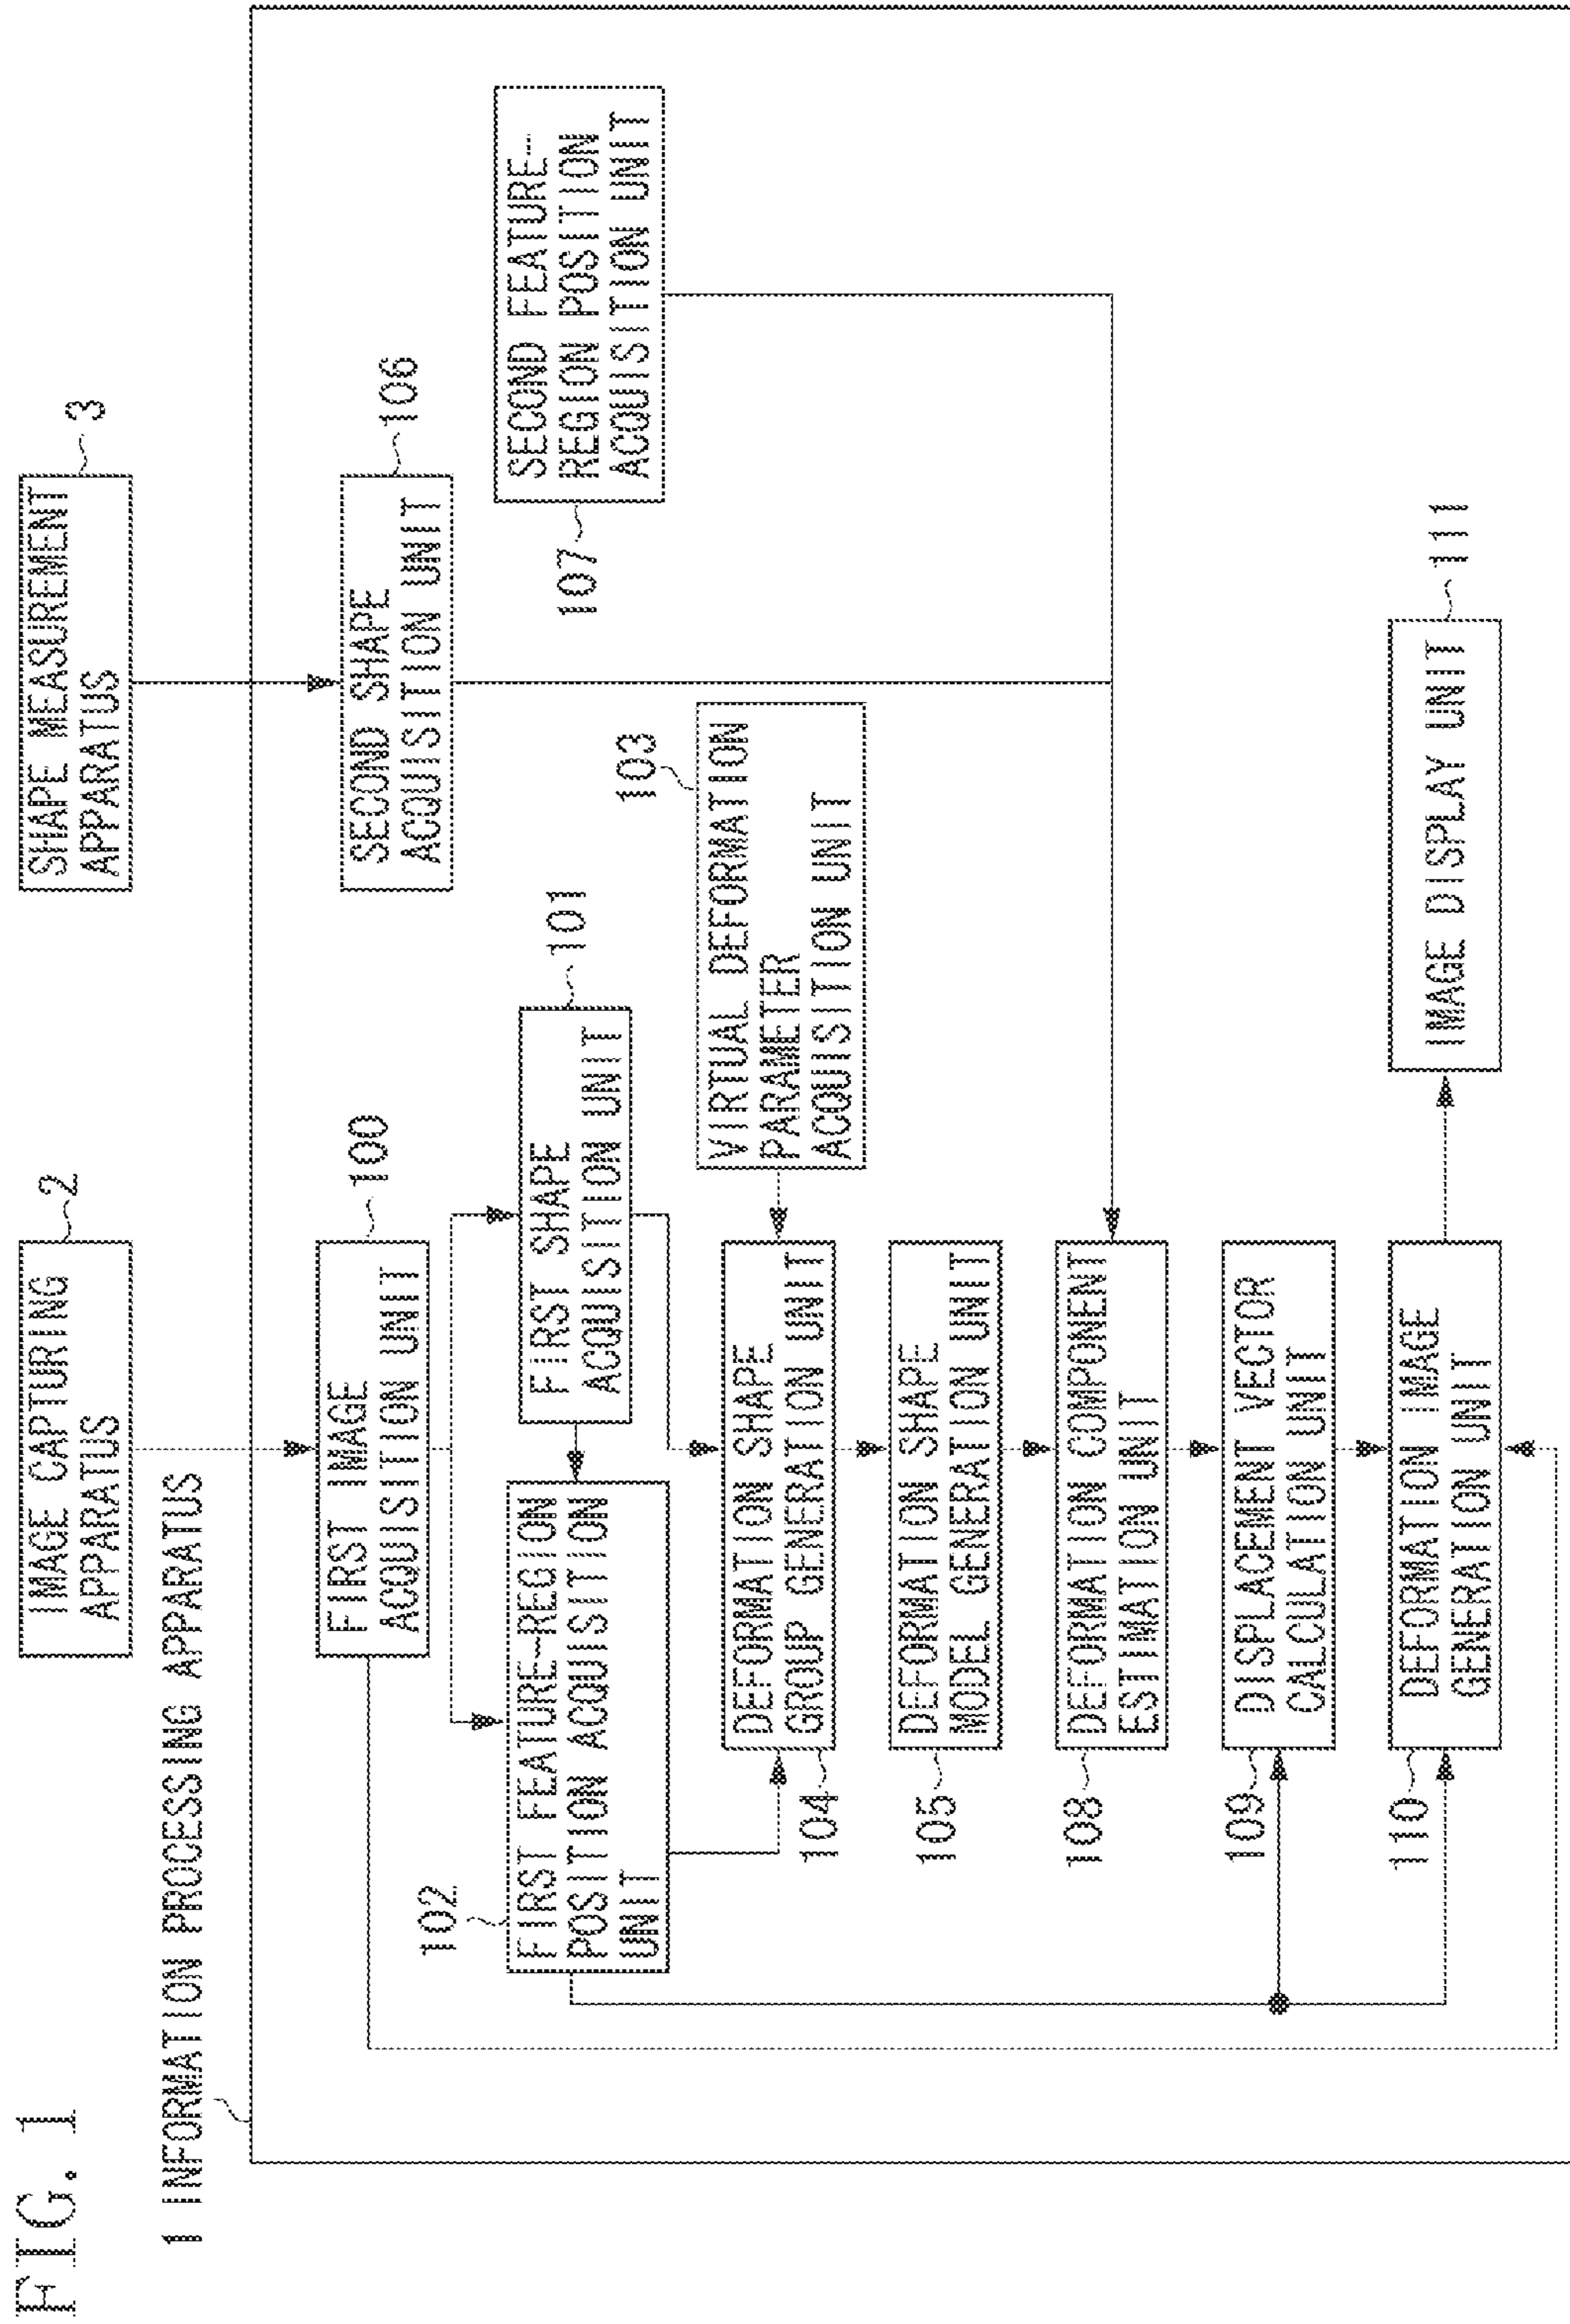 FIG. 1
1 INFORMATION PROCESSING APPARATUS
IMAGE CAPTURING
APPARATUS
2
SHAPE MEASUREMENT
APPARATUS
3
FIRST IMAGE
ACQUISITION UNIT
100
SECOND SHAPE
ACQUISITION UNIT
106
102
FIRST FEATURE-REGION
POSITION ACQUISITION
UNIT
FIRST SHAPE
ACQUISITION UNIT
101
107
SECOND FEATURE-
REGION POSITION
ACQUISITION UNIT
103
VIRTUAL DEFORMATION
PARAMETER
ACQUISITION UNIT
104
DEFORMATION SHAPE
GROUP GENERATION UNIT
105
DEFORMATION SHAPE
MODEL GENERATION UNIT
108
DEFORMATION COMPONENT
ESTIMATION UNIT
109
DISPLACEMENT VECTOR
CALCULATION UNIT
110
DEFORMATION IMAGE
GENERATION UNIT
IMAGE DISPLAY UNIT
111